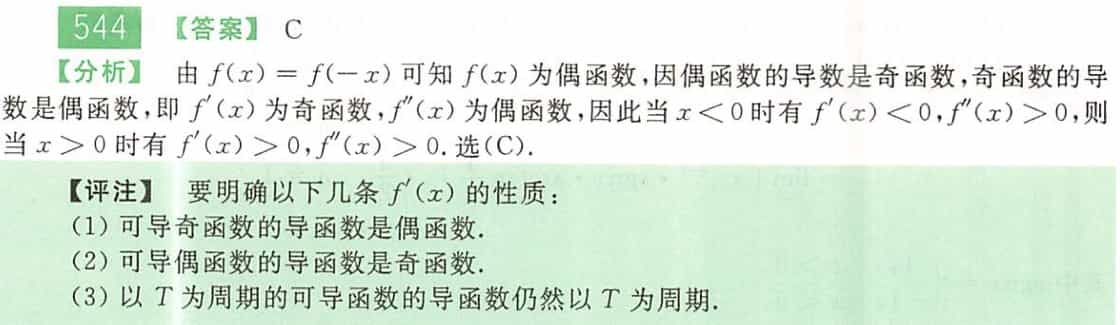 544 【答案】 C
【分析】 由 f(x) = f(-x) 可知 f(x) 为偶函数,因偶函数的导数是奇函数,奇函数的导
数是偶函数,即 f′(x) 为奇函数,f″(x) 为偶函数,因此当 x < 0 时有 f′(x) < 0,f″(x) > 0,则
当 x > 0 时有 f′(x) > 0,f″(x) > 0. 选(C).
【评注】 要明确以下几条 f′(x) 的性质:
(1) 可导奇函数的导函数是偶函数.
(2) 可导偶函数的导函数是奇函数.
(3) 以 T 为周期的可导函数的导函数仍然以 T 为周期.